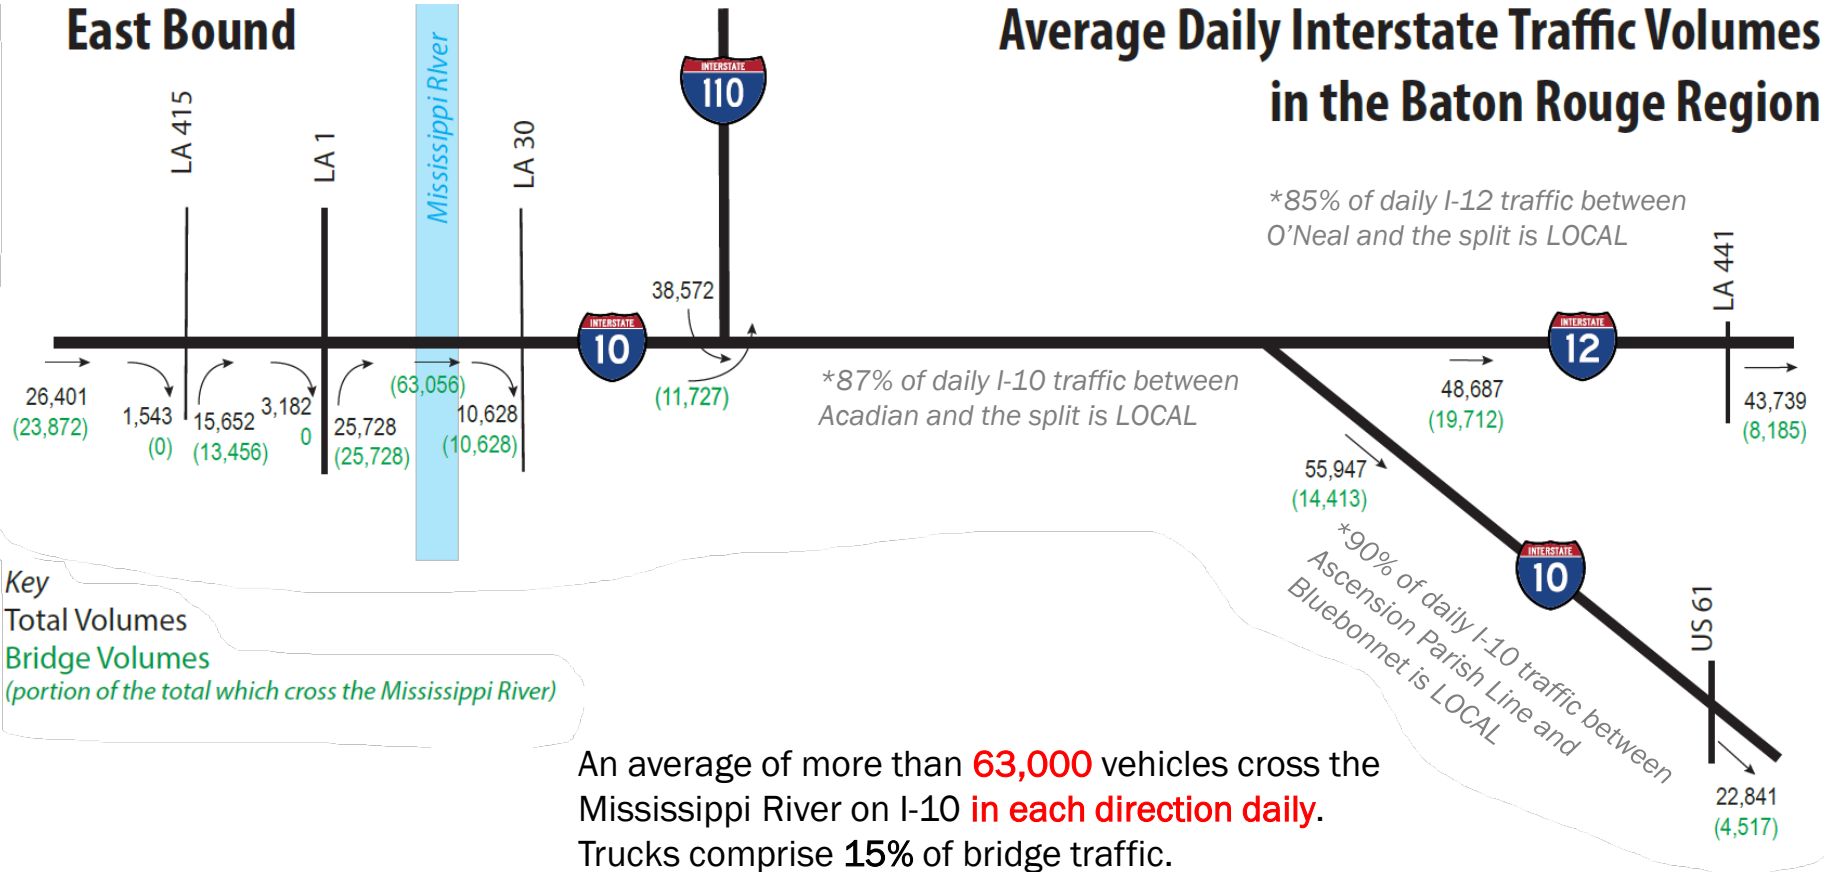 East Bound
Average Daily Interstate Traffic Volumes
in the Baton Rouge Region
LA 415
LA 1
Mississippi RIver
LA 30
INTERSTATE
110
*85% of daily I-12 traffic between
O'Neal and the split is LOCAL
LA 441
38,572
(11,727)
INTERSTATE
10
INTERSTATE
12
26,401
(23,872)
1,543
(0)
15,652
(13,456)
3,182
0
25,728
(25,728)
(63,056)
10,628
(10,628)
*87% of daily I-10 traffic between
Acadian and the split is LOCAL
48,687
(19,712)
43,739
(8,185)
55,947
(14,413)
*90% of daily I-10 traffic between
Ascension Parish Line and
Bluebonnet is LOCAL
INTERSTATE
10
US 61
22,841
(4,517)
Key
Total Volumes
Bridge Volumes
(portion of the total which cross the Mississippi River)
An average of more than 63,000 vehicles cross the
Mississippi River on I-10 in each direction daily.
Trucks comprise 15% of bridge traffic.